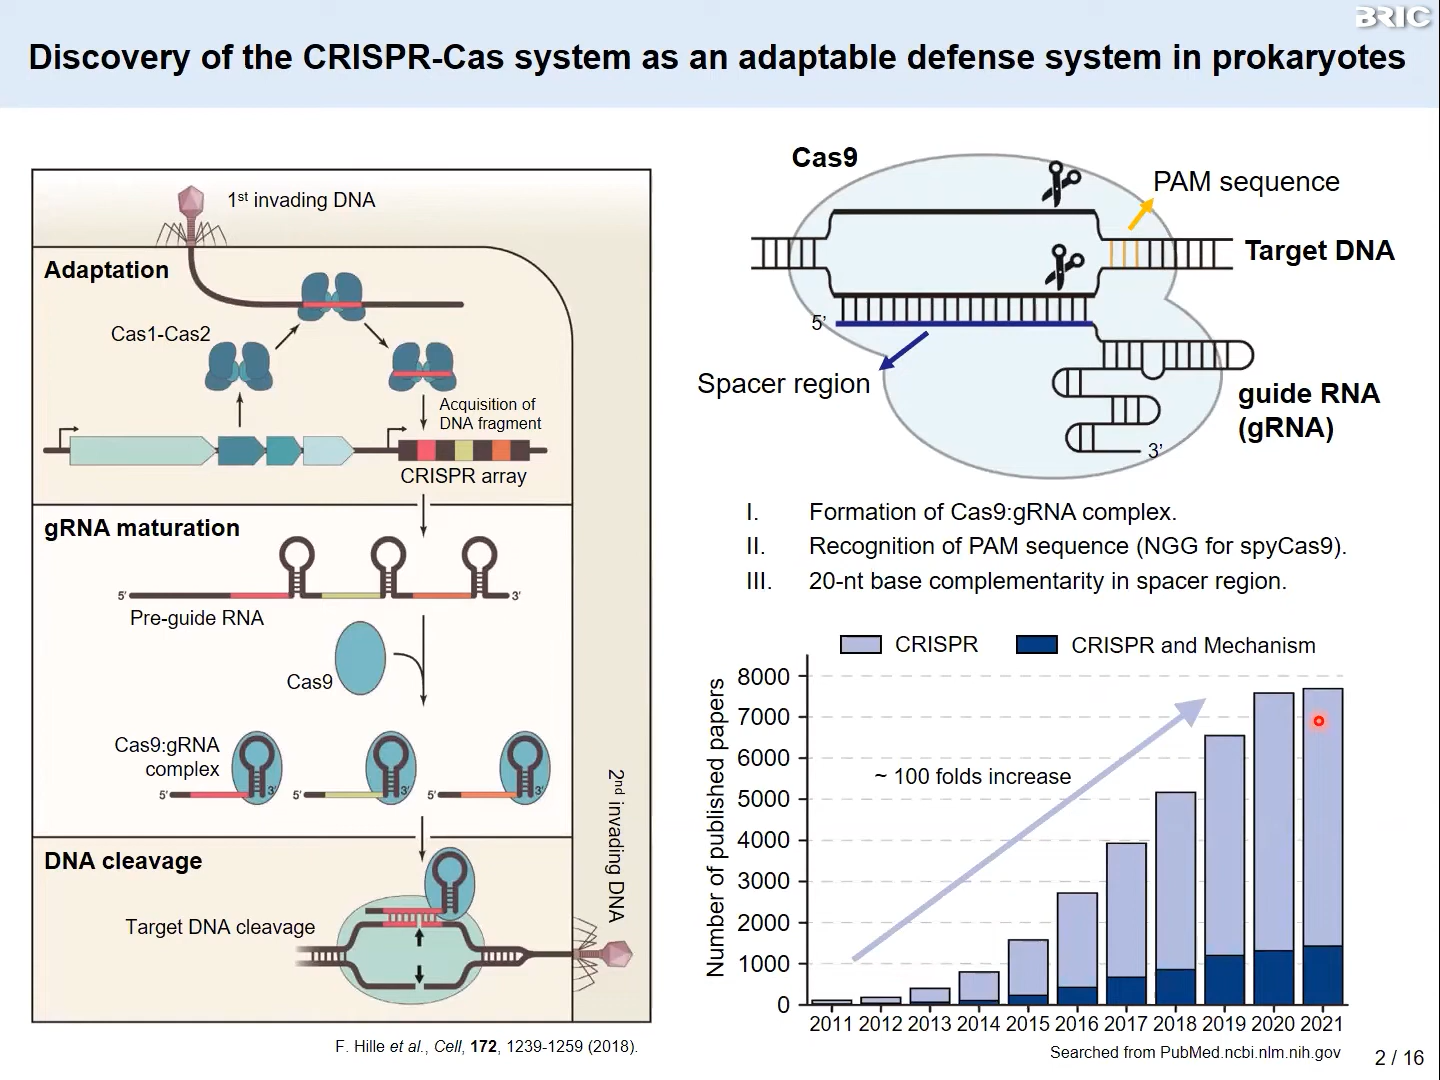 BRIC
Discovery of the CRISPR-Cas system as an adaptable defense system in prokaryotes
1st invading DNA
Adaptation
Cas1-Cas2
Acquisition of
DNA fragment
CRISPR array
gRNA maturation
5'
3'
Pre-guide RNA
Cas9
Cas9:gRNA
complex
5' 3' 5' 3' 5' 3'
DNA cleavage
Target DNA cleavage
2nd invading DNA
F. Hille et al., Cell, 172, 1239-1259 (2018).
Cas9
PAM sequence
Target DNA
5'
Spacer region
guide RNA
(gRNA)
3'
I. Formation of Cas9:gRNA complex.
II. Recognition of PAM sequence (NGG for spyCas9).
III. 20-nt base complementarity in spacer region.
CRISPR CRISPR and Mechanism
Number of published papers
8000
7000
6000
5000
4000
3000
2000
1000
0
~ 100 folds increase
2011 2012 2013 2014 2015 2016 2017 2018 2019 2020 2021
Searched from PubMed.ncbi.nlm.nih.gov
2 / 16